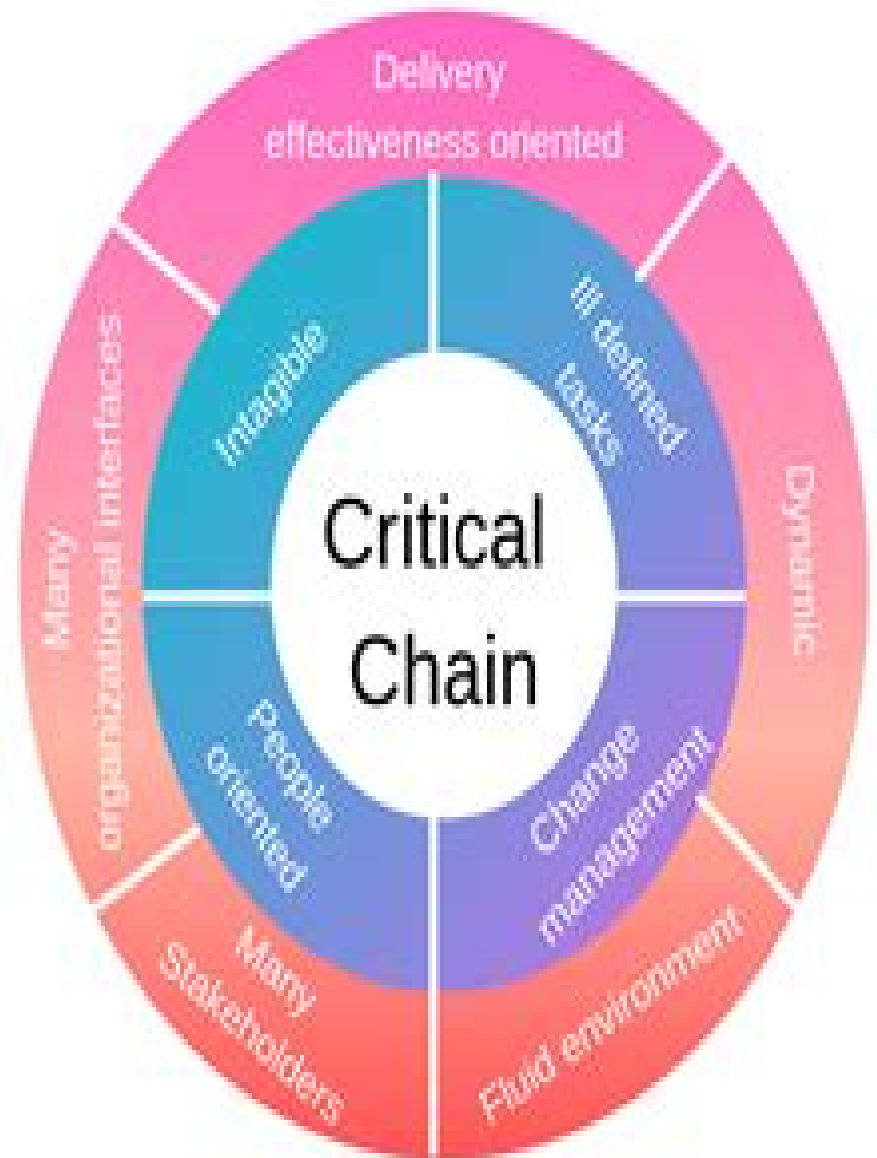 Delivery
effectiveness oriented
Dynamic
Fluid environment
Many
Stakeholders
Many
organizational interfaces
Intagible
Ill defined
tasks
Change
management
People
oriented
Critical
Chain